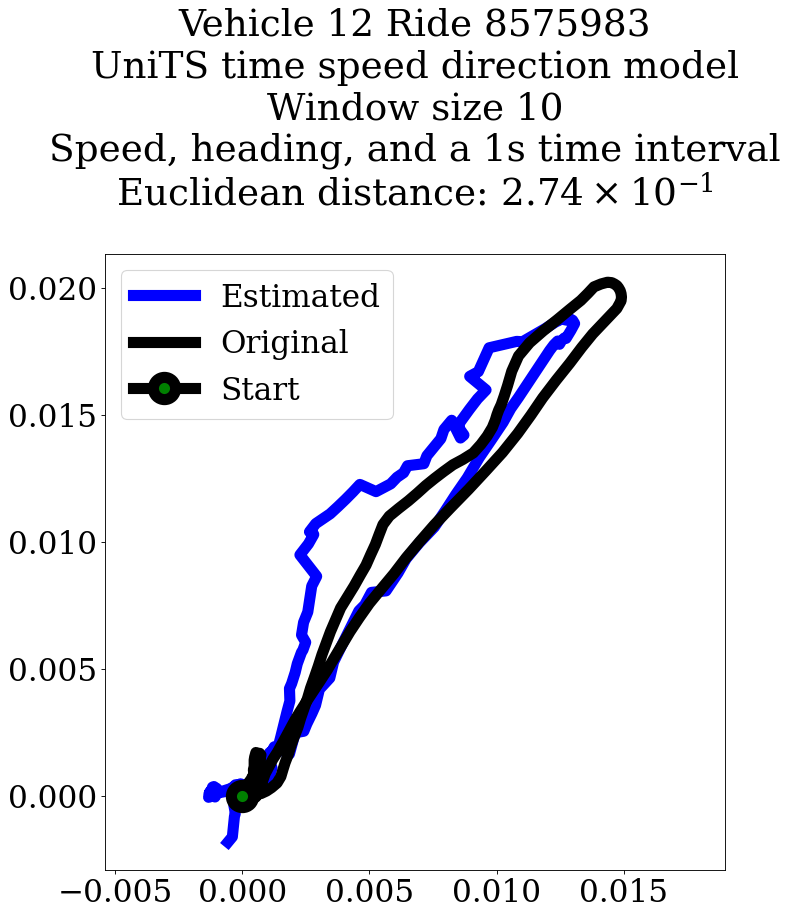 Vehicle 12 Ride 8575983
UniTS time speed direction model
Window size 10
Speed, heading, and a 1s time interval
Euclidean distance: 2.74 × 10⁻¹
Estimated
Original
Start
0.020
0.015
0.010
0.005
0.000
−0.005 0.000 0.005 0.010 0.015